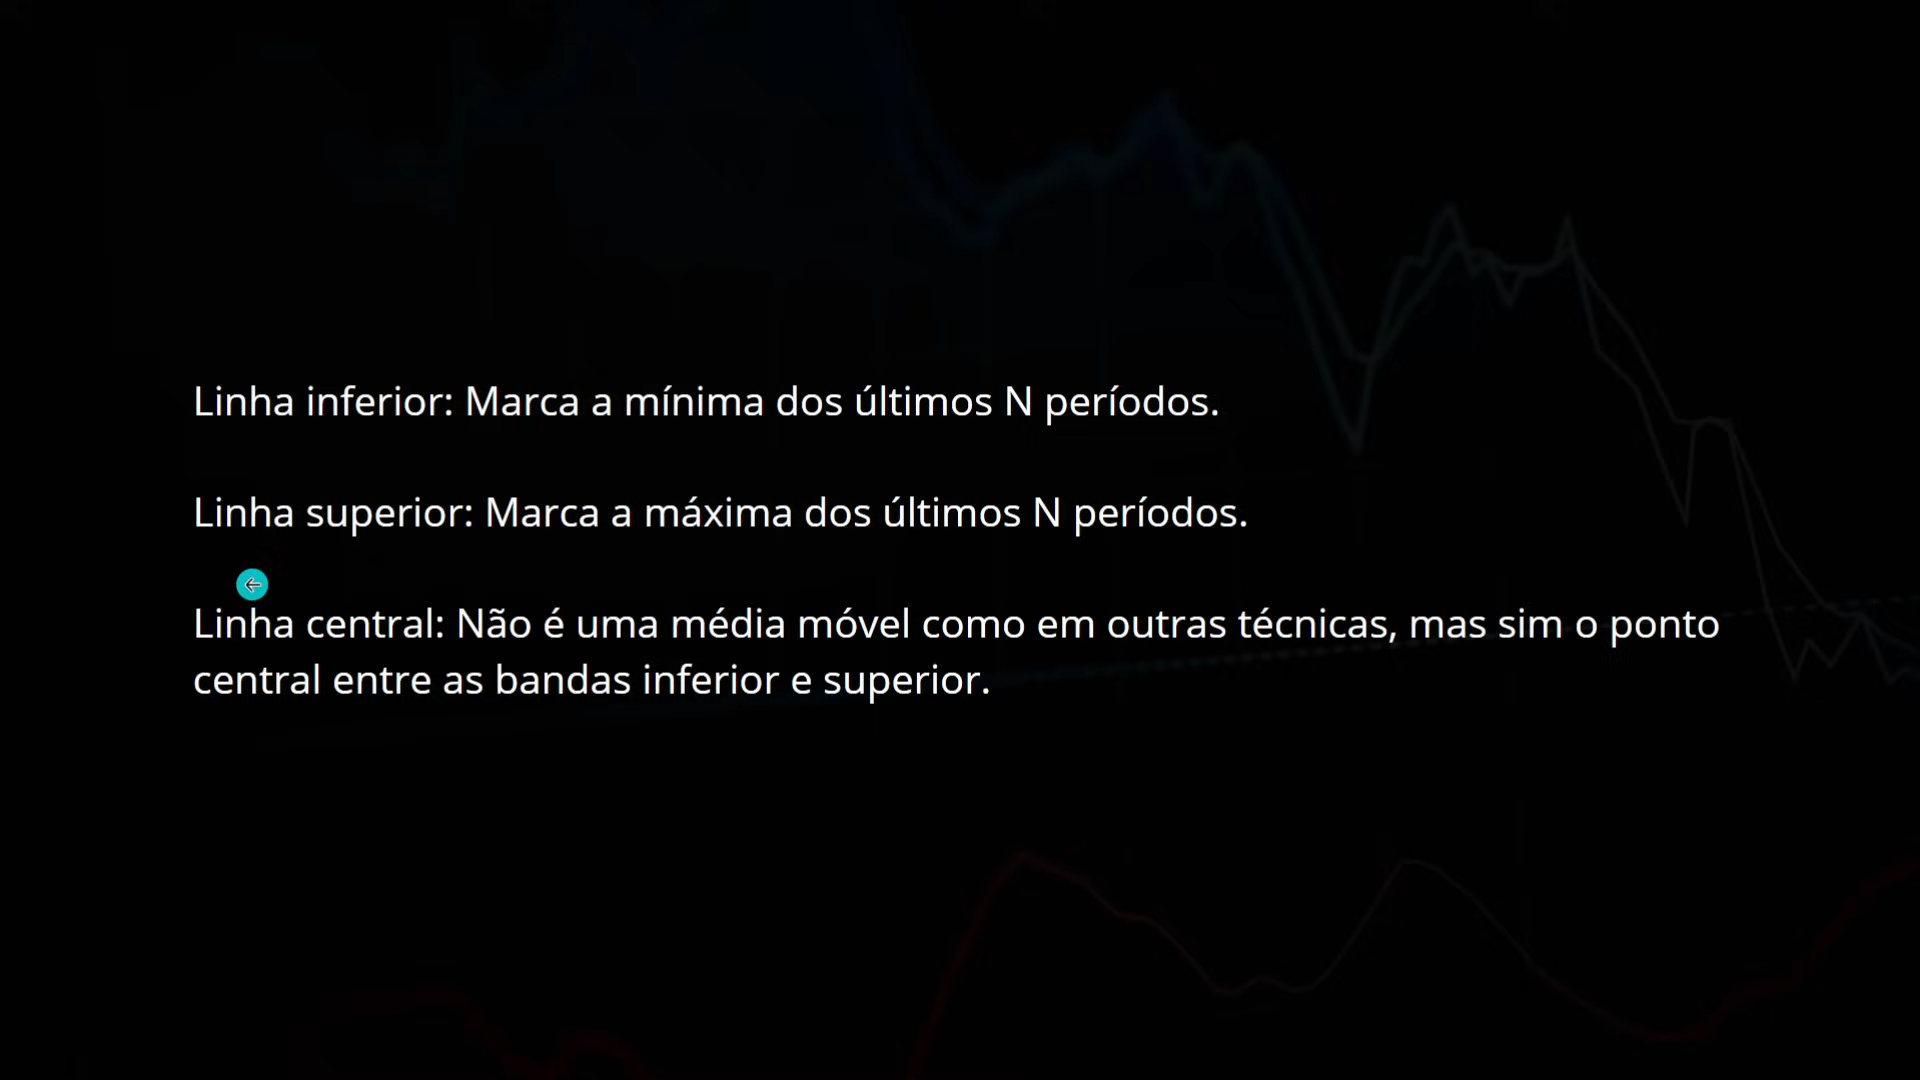 Linha inferior: Marca a mínima dos últimos N períodos.
Linha superior: Marca a máxima dos últimos N períodos.
Linha central: Não é uma média móvel como em outras técnicas, mas sim o ponto
central entre as bandas inferior e superior.